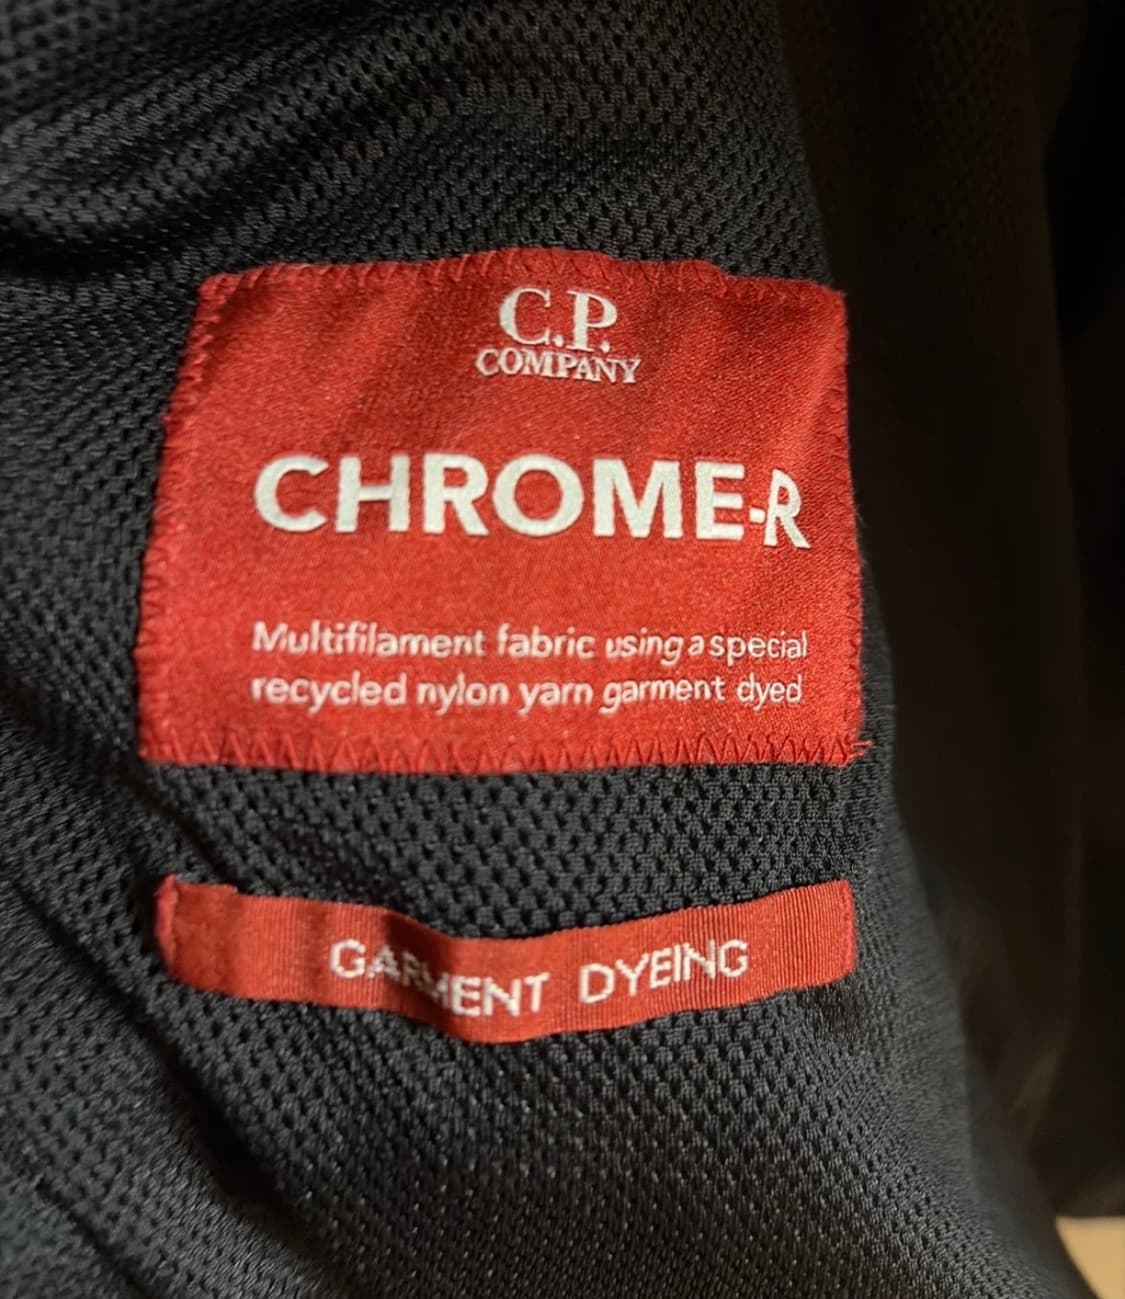 C.P.
COMPANY
CHROME-R
Multifilament fabric using a special
recycled nylon yarn garment dyed
GARMENT DYEING